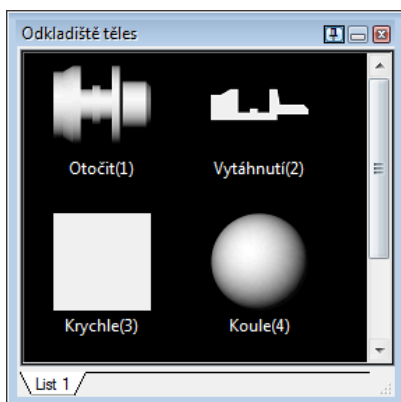 Odkladiště těles
Otočit(1)
Vytáhnutí(2)
Krychle(3)
Koule(4)
List 1